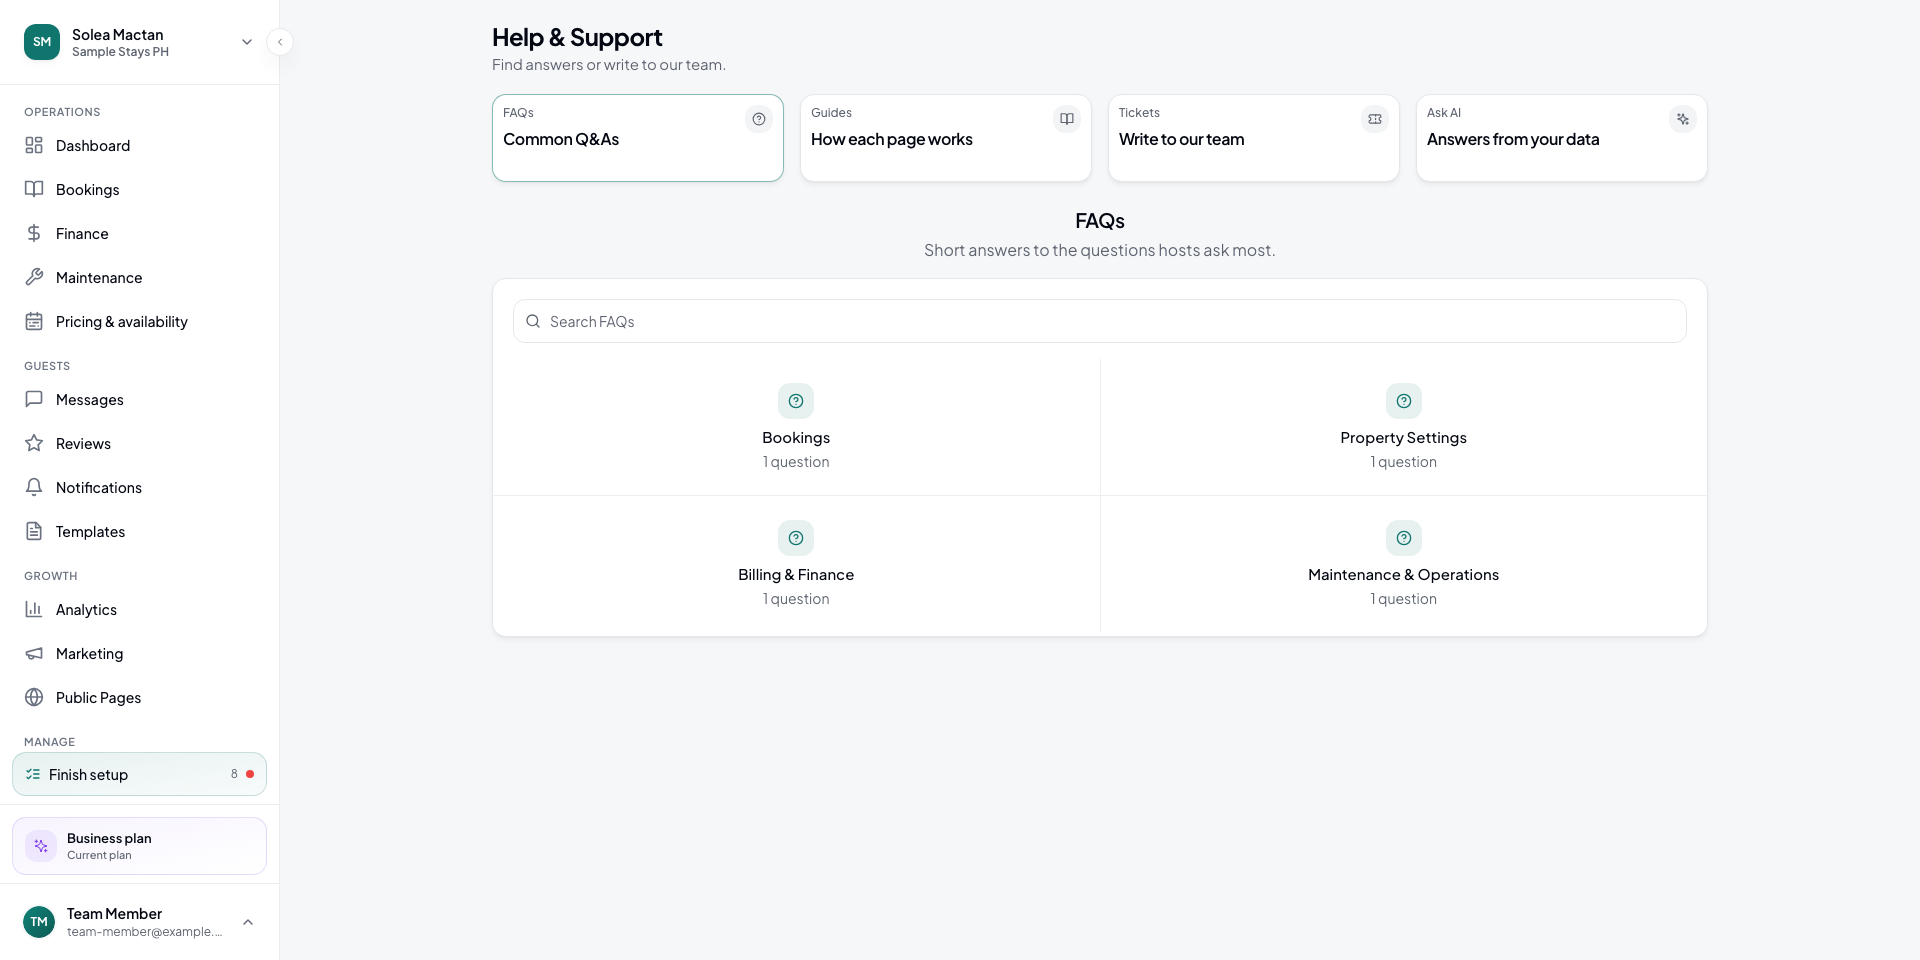 SM
Solea Mactan
Sample Stays PH
OPERATIONS
Dashboard
Bookings
Finance
Maintenance
Pricing & availability
GUESTS
Messages
Reviews
Notifications
Templates
GROWTH
Analytics
Marketing
Public Pages
MANAGE
Finish setup
8
Business plan
Current plan
TM
Team Member
team-member@example....
Help & Support
Find answers or write to our team.
FAQs
Common Q&As
Guides
How each page works
Tickets
Write to our team
Ask AI
Answers from your data
FAQs
Short answers to the questions hosts ask most.
Search FAQs
Bookings
1 question
Property Settings
1 question
Billing & Finance
1 question
Maintenance & Operations
1 question